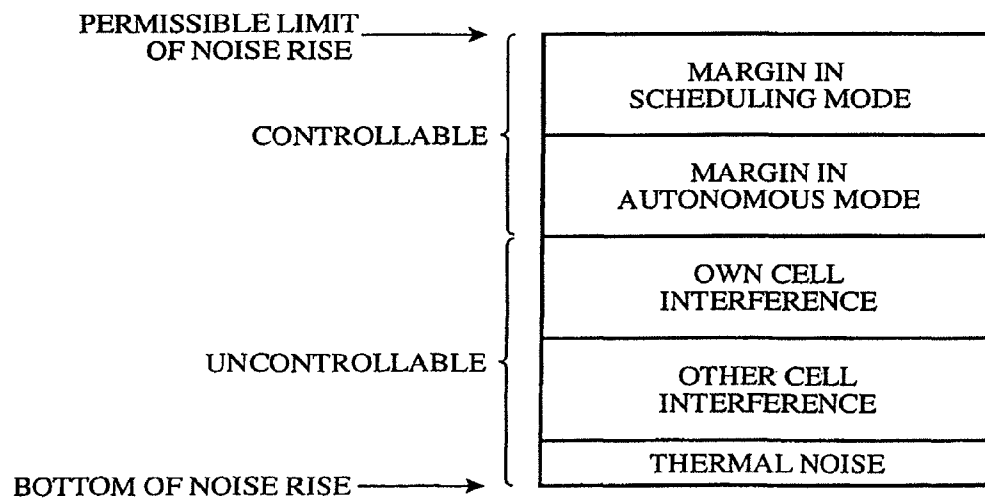 PERMISSIBLE LIMIT
OF NOISE RISE
MARGIN IN
SCHEDULING MODE
CONTROLLABLE
MARGIN IN
AUTONOMOUS MODE
OWN CELL
INTERFERENCE
UNCONTROLLABLE
OTHER CELL
INTERFERENCE
THERMAL NOISE
BOTTOM OF NOISE RISE